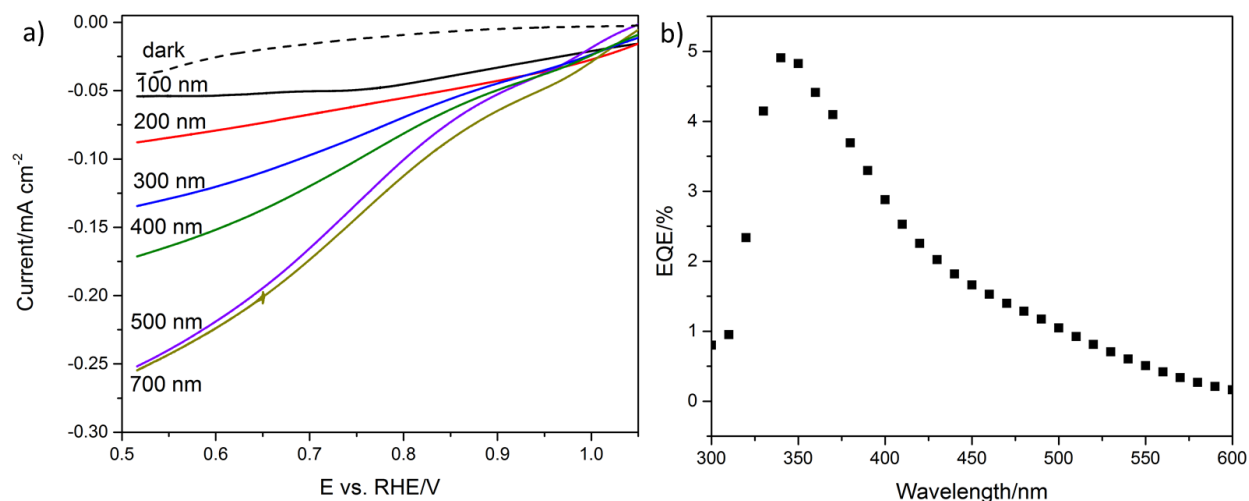 a)
0.00
-0.05
-0.10
-0.15
-0.20
-0.25
-0.30
Current/mA cm⁻²
dark
100 nm
200 nm
300 nm
400 nm
500 nm
700 nm
0.5 0.6 0.7 0.8 0.9 1.0
E vs. RHE/V
b)
5
4
3
2
1
0
EQE/%
300 350 400 450 500 550 600
Wavelength/nm